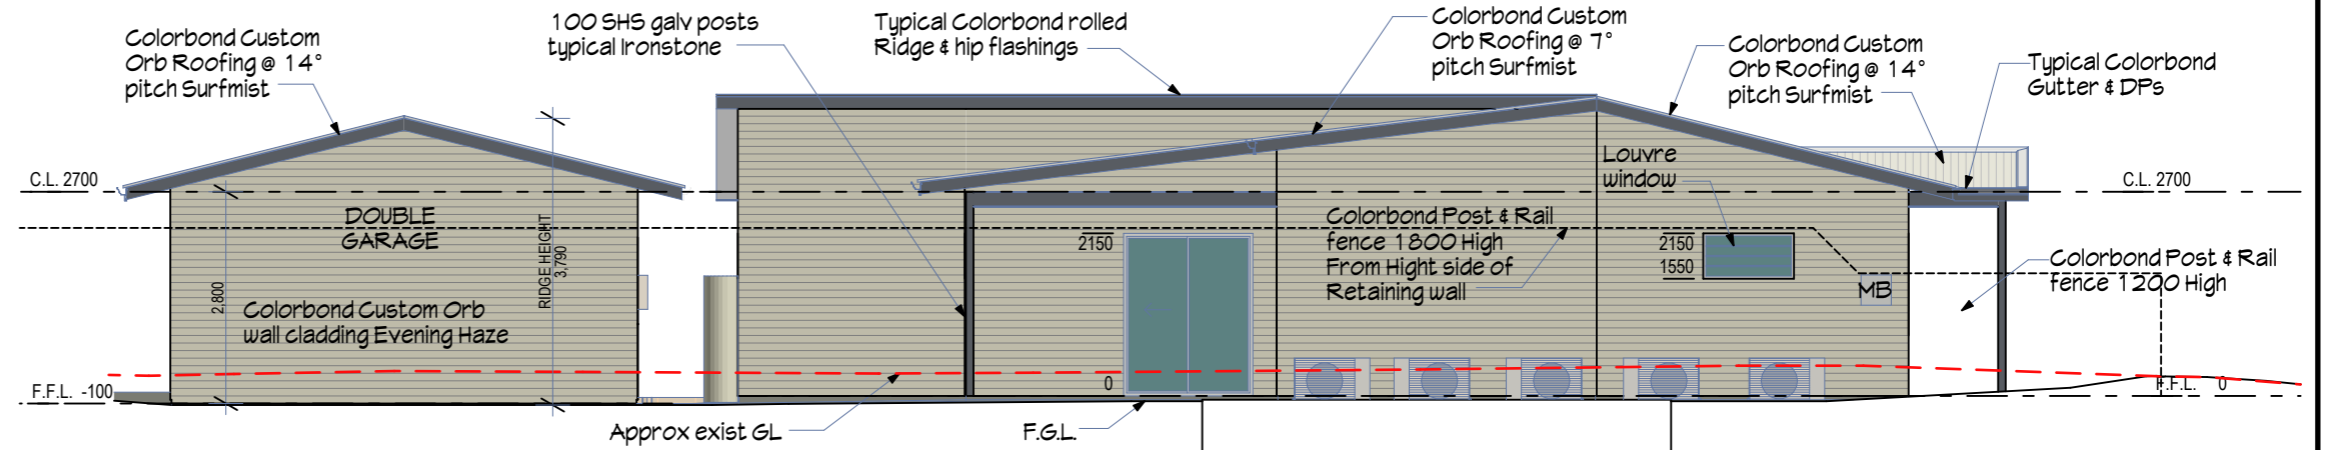 Colorbond Custom
Orb Roofing @ 14°
pitch Surfmist
100 SHS galv posts
typical Ironstone
Typical Colorbond rolled
Ridge & hip flashings
Colorbond Custom
Orb Roofing @ 7°
pitch Surfmist
Colorbond Custom
Orb Roofing @ 14°
pitch Surfmist
Typical Colorbond
Gutter & DPs
C.L. 2700
C.L. 2700
DOUBLE
GARAGE
RIDGE HEIGHT
3,790
2,800
Colorbond Custom Orb
wall cladding Evening Haze
2150
0
Colorbond Post & Rail
fence 1800 High
From Hight side of
Retaining wall
Louvre
window
2150
1550
MB
Colorbond Post & Rail
fence 1200 High
F.F.L. -100
F.F.L. 0
Approx exist GL
F.G.L.